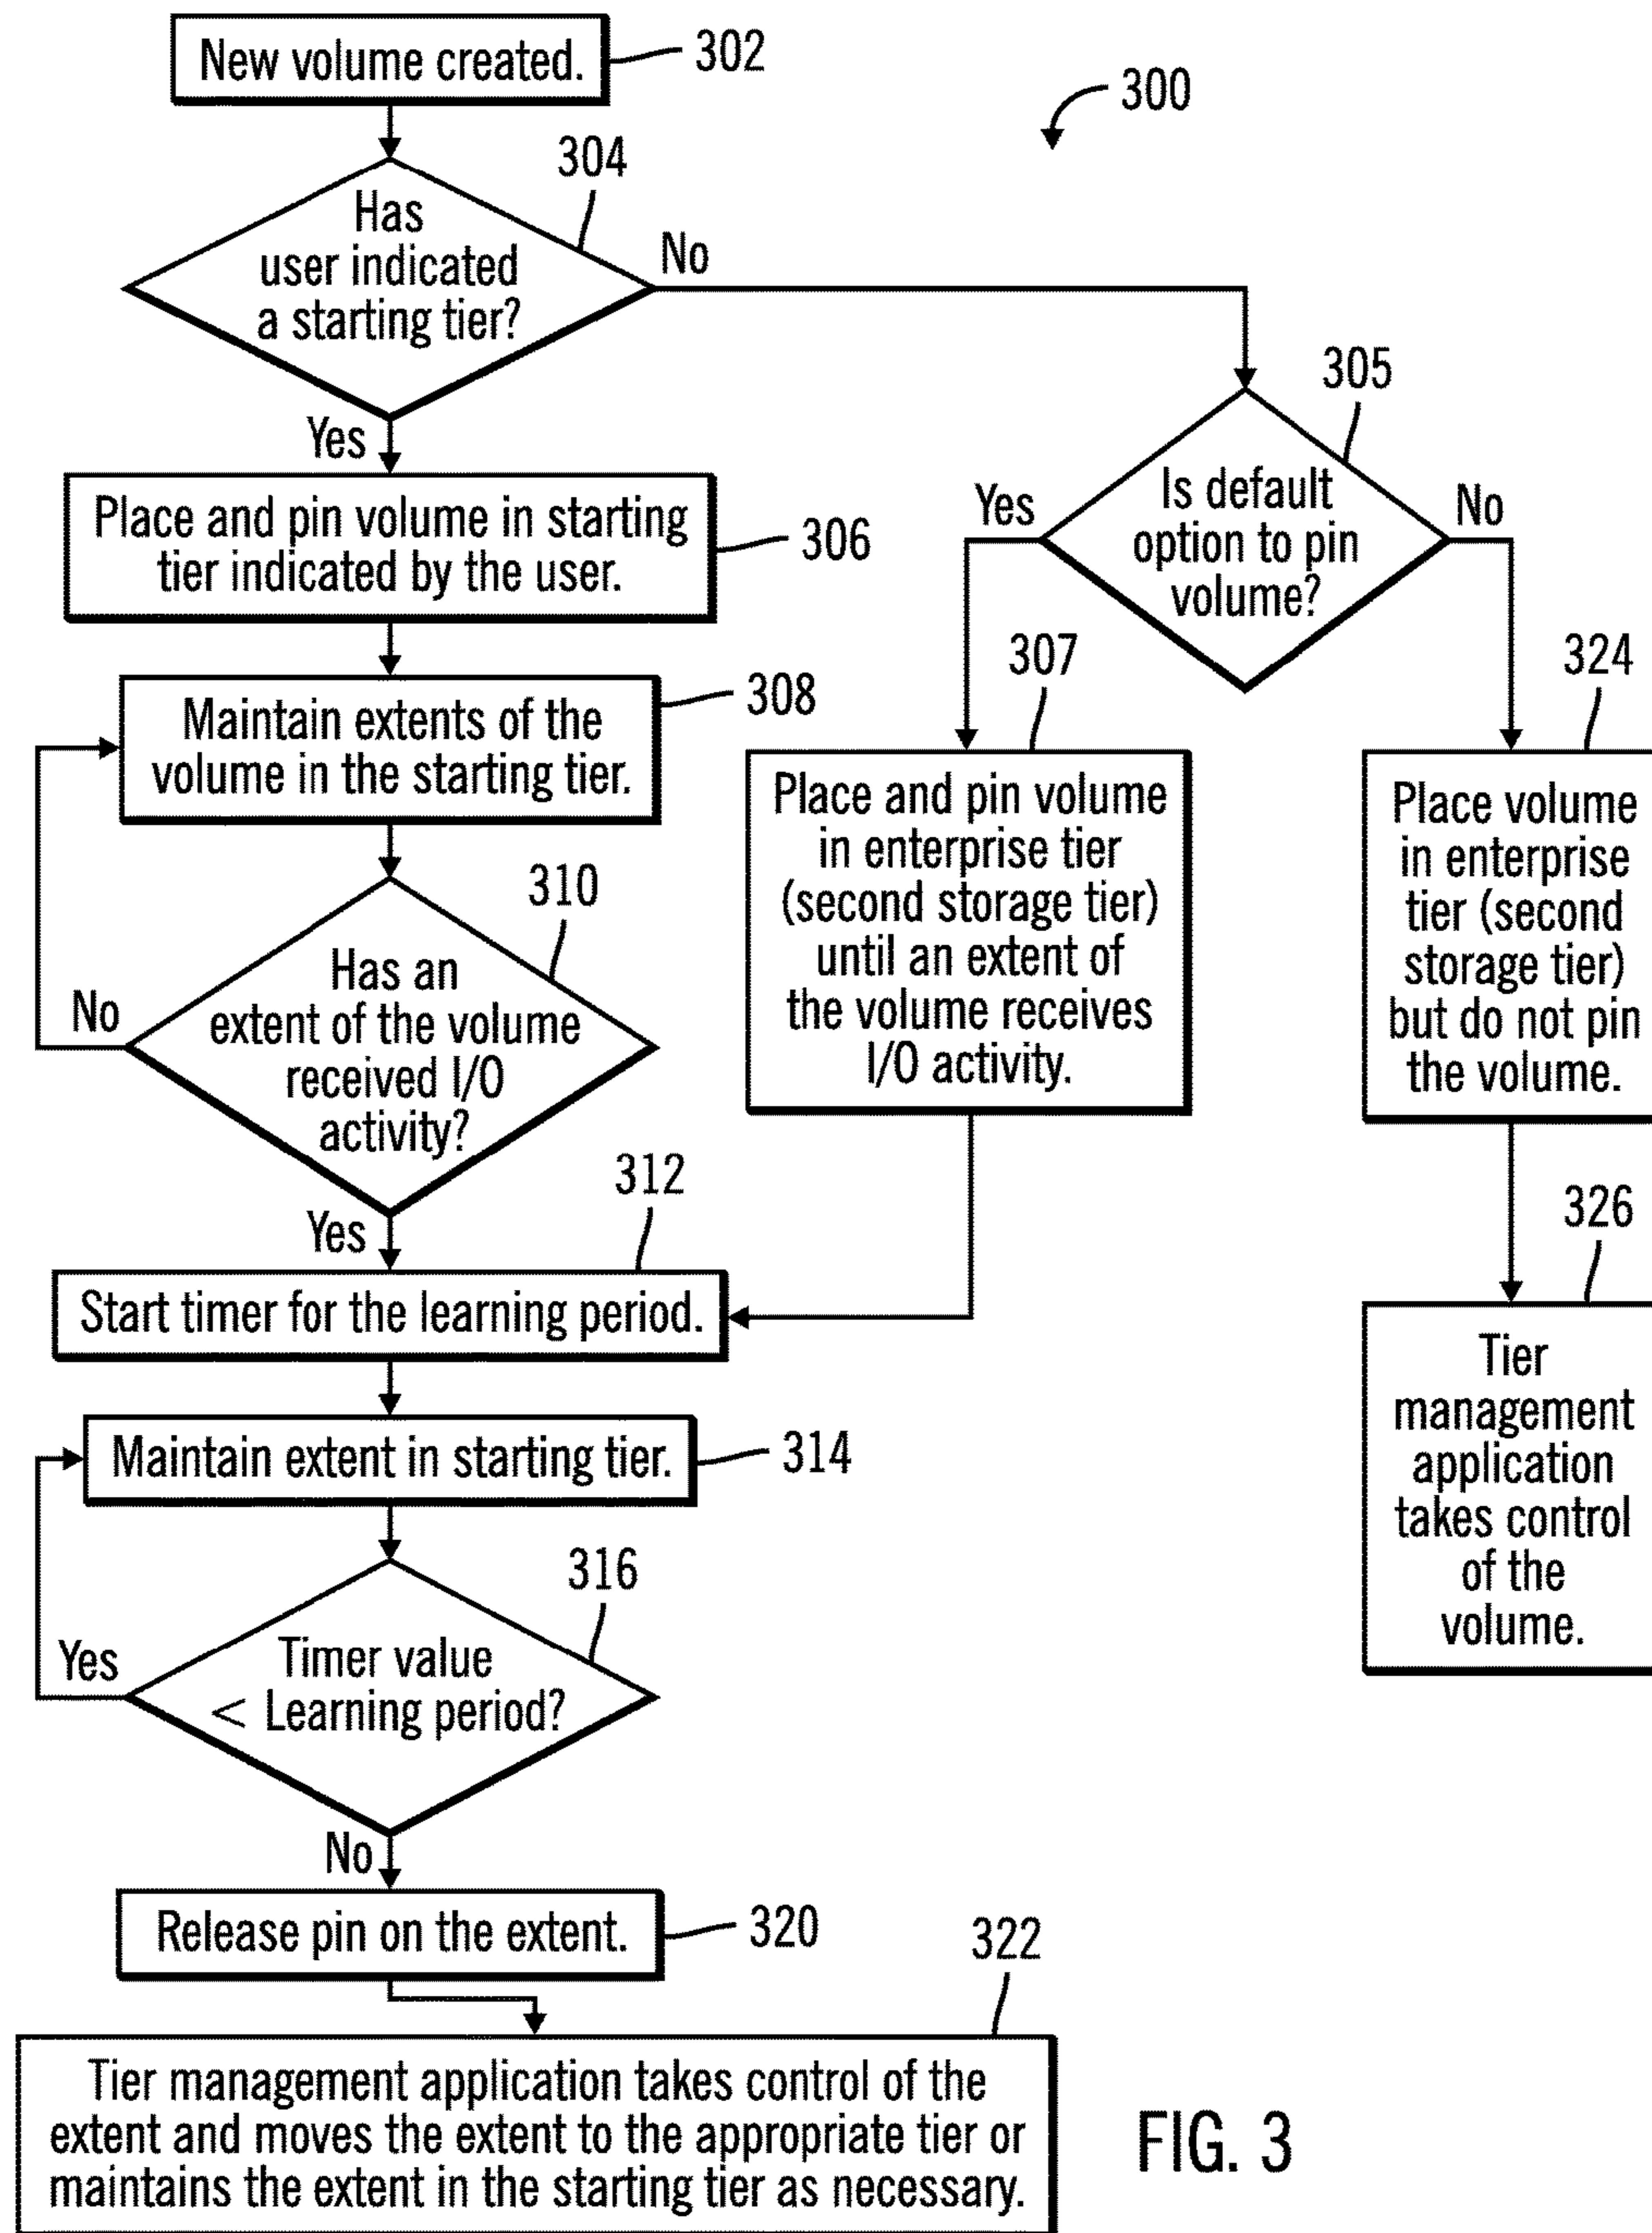 New volume created.
302
300
304
Has
user indicated
a starting tier?
No
Yes
305
Is default
option to pin
volume?
Yes
No
Place and pin volume in starting
tier indicated by the user.
306
307
324
Maintain extents of the
volume in the starting tier.
308
Place and pin volume
in enterprise tier
(second storage tier)
until an extent of
the volume receives
I/O activity.
Place volume
in enterprise
tier (second
storage tier)
but do not pin
the volume.
310
Has an
extent of the volume
received I/O
activity?
No
Yes
312
326
Start timer for the learning period.
Tier
management
application
takes control
of the
volume.
Maintain extent in starting tier.
314
316
Timer value
< Learning period?
Yes
No
Release pin on the extent.
320
322
Tier management application takes control of the
extent and moves the extent to the appropriate tier or
maintains the extent in the starting tier as necessary.
FIG. 3